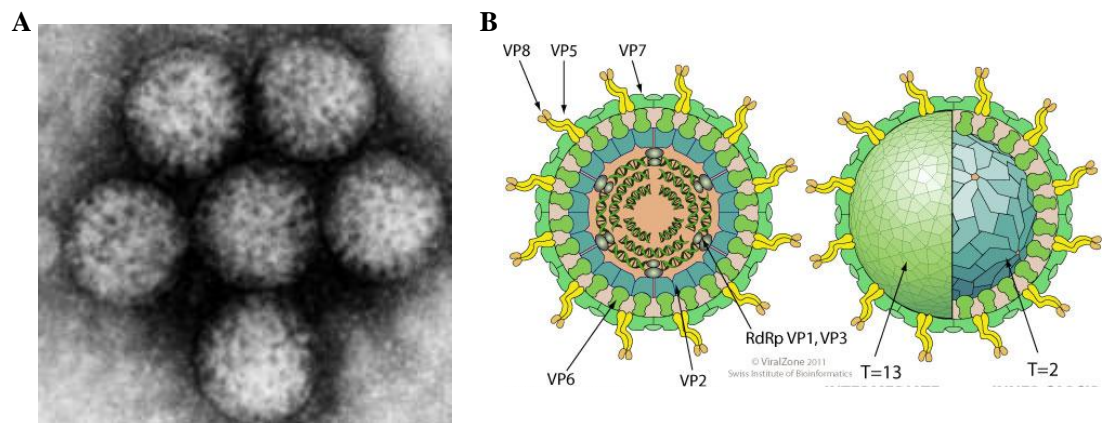 A
B
VP8 VP5 VP7
RdRp VP1, VP3
© ViralZone 2011
Swiss Institute of Bioinformatics
VP6 VP2 T=13 T=2